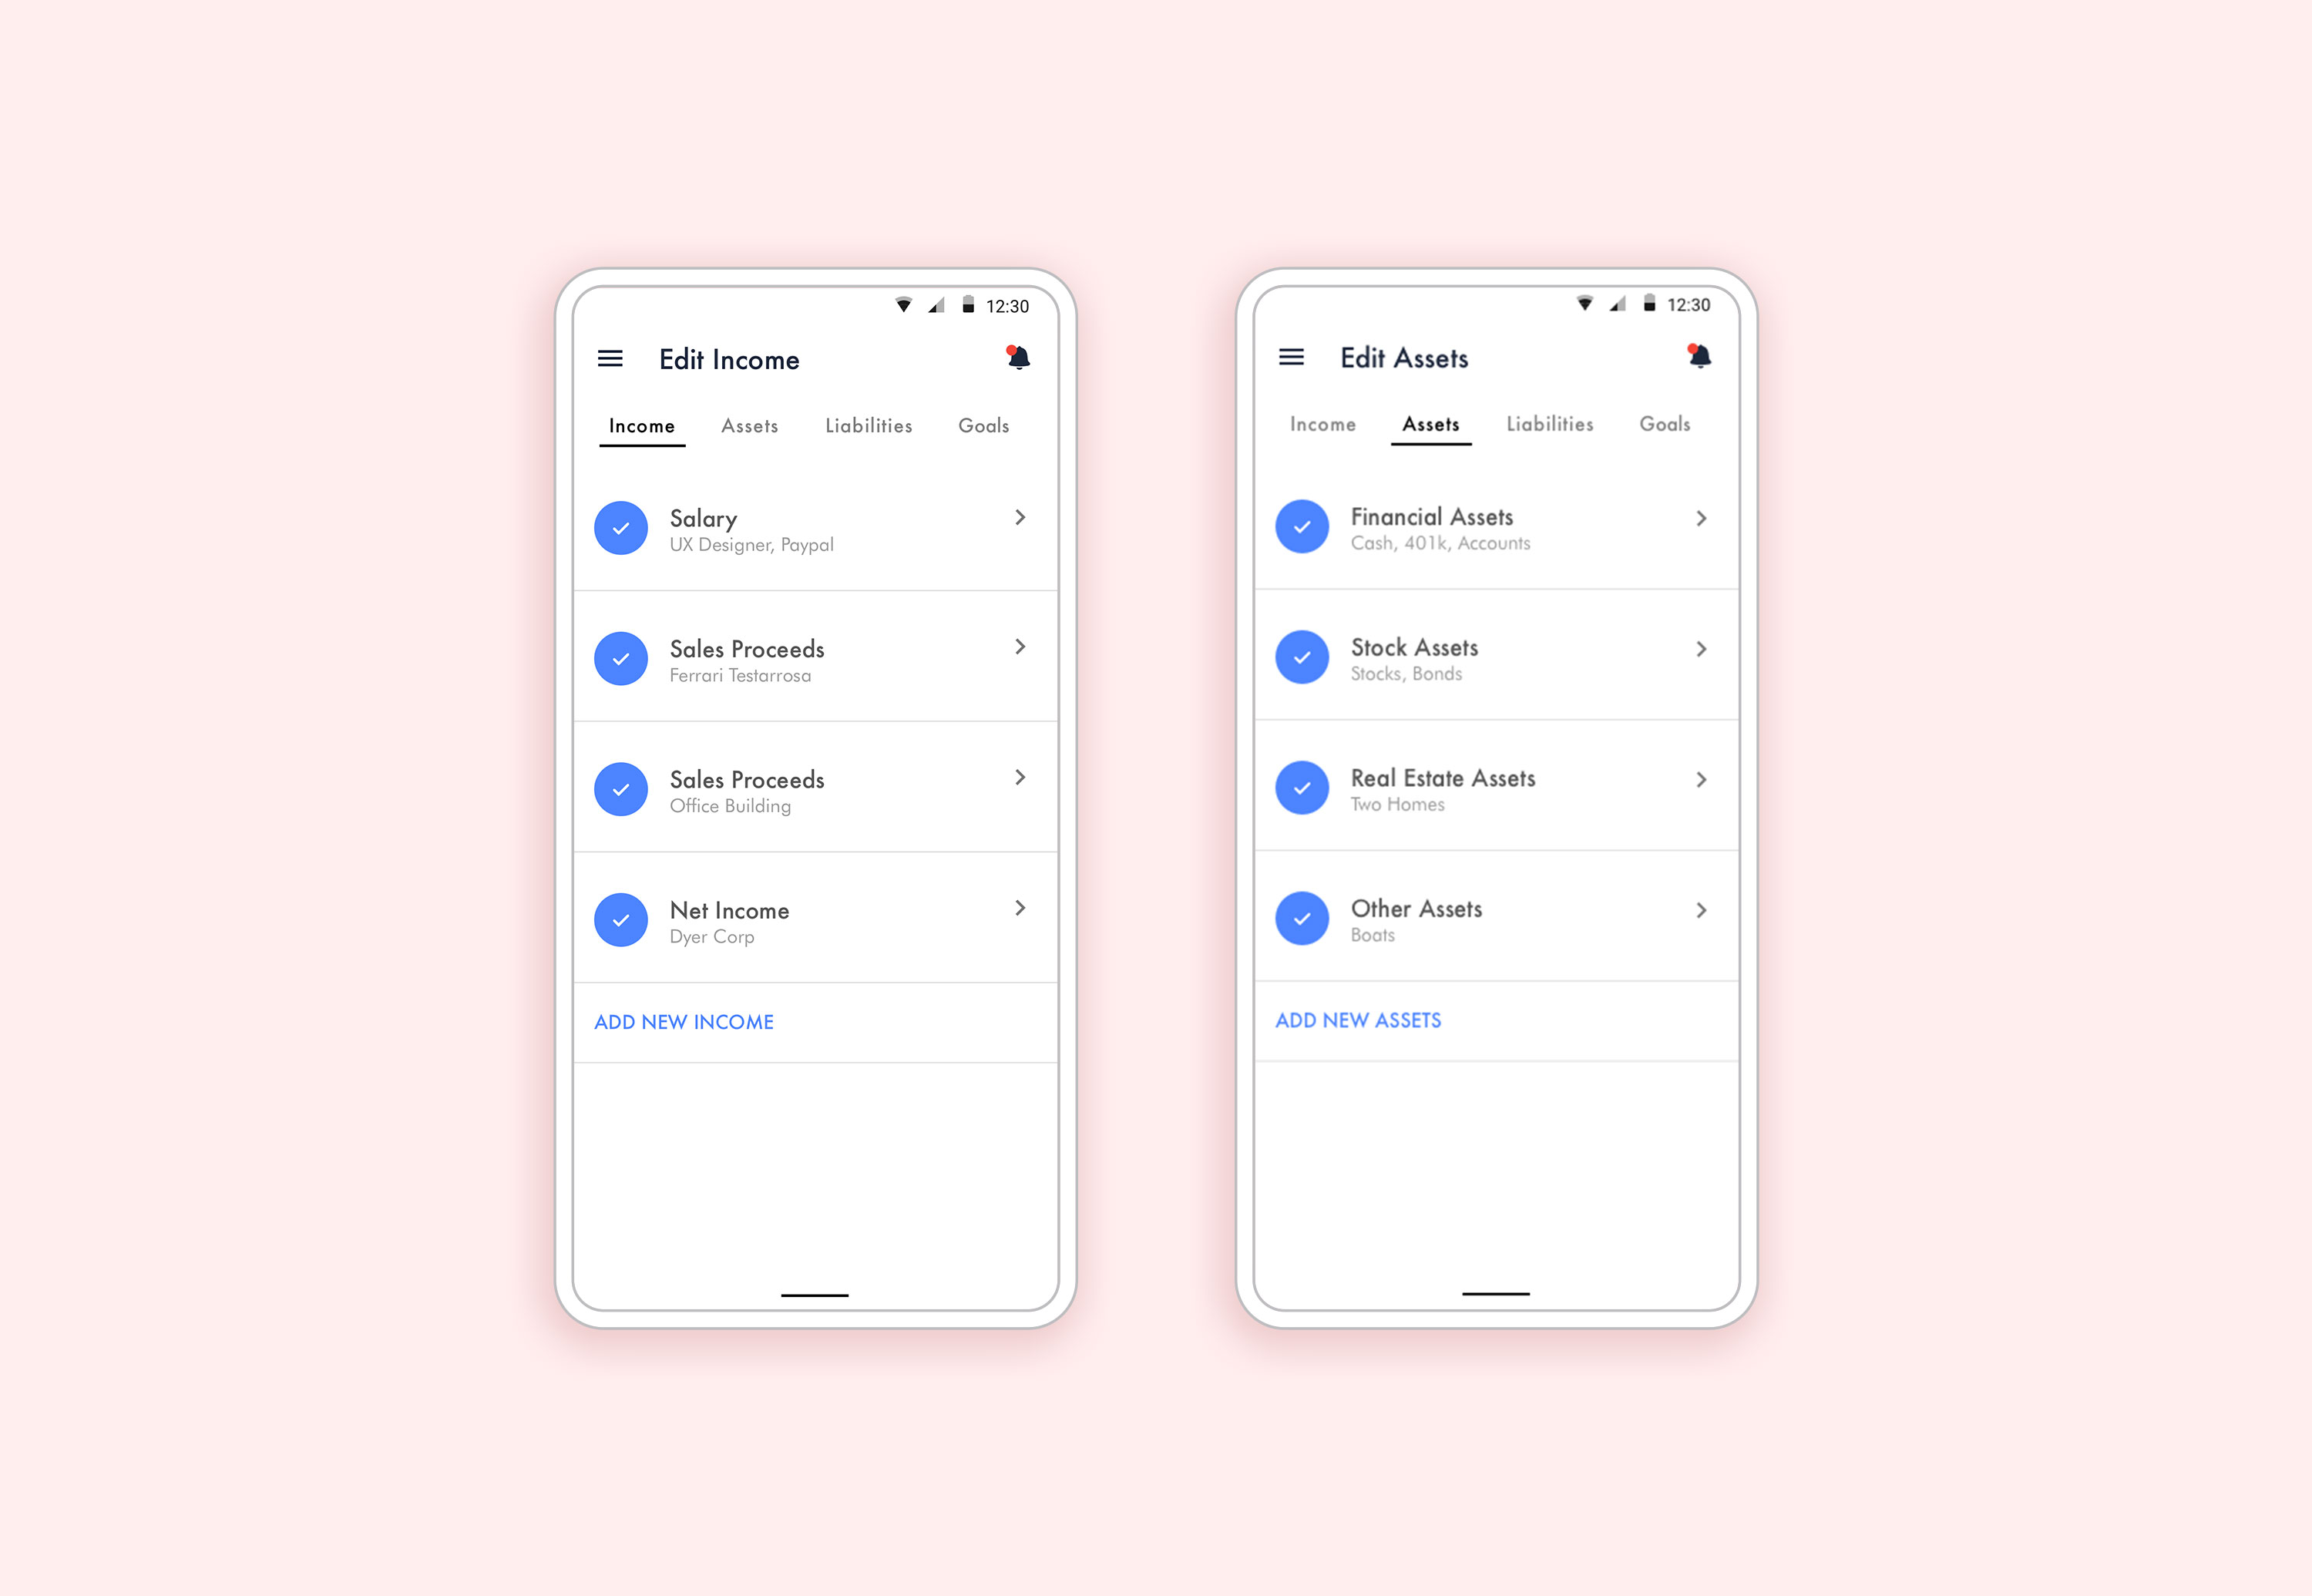 12:30
Edit Income
Income Assets Liabilities Goals
Salary
UX Designer, Paypal
Sales Proceeds
Ferrari Testarrosa
Sales Proceeds
Office Building
Net Income
Dyer Corp
ADD NEW INCOME
12:30
Edit Assets
Income Assets Liabilities Goals
Financial Assets
Cash, 401k, Accounts
Stock Assets
Stocks, Bonds
Real Estate Assets
Two Homes
Other Assets
Boats
ADD NEW ASSETS